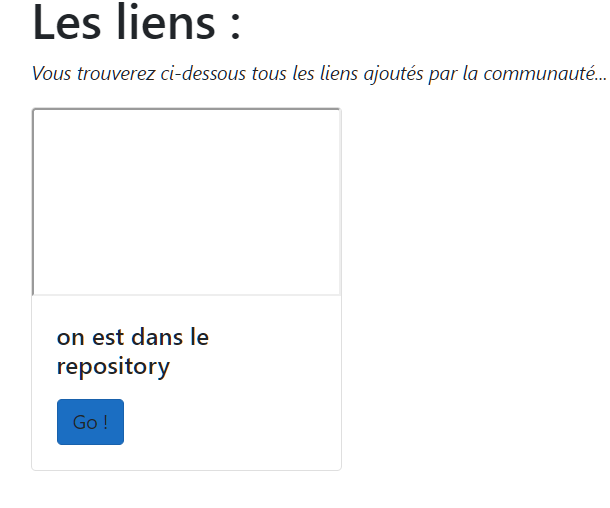 Les liens :
Vous trouverez ci-dessous tous les liens ajoutés par la communauté...
on est dans le
repository
Go !